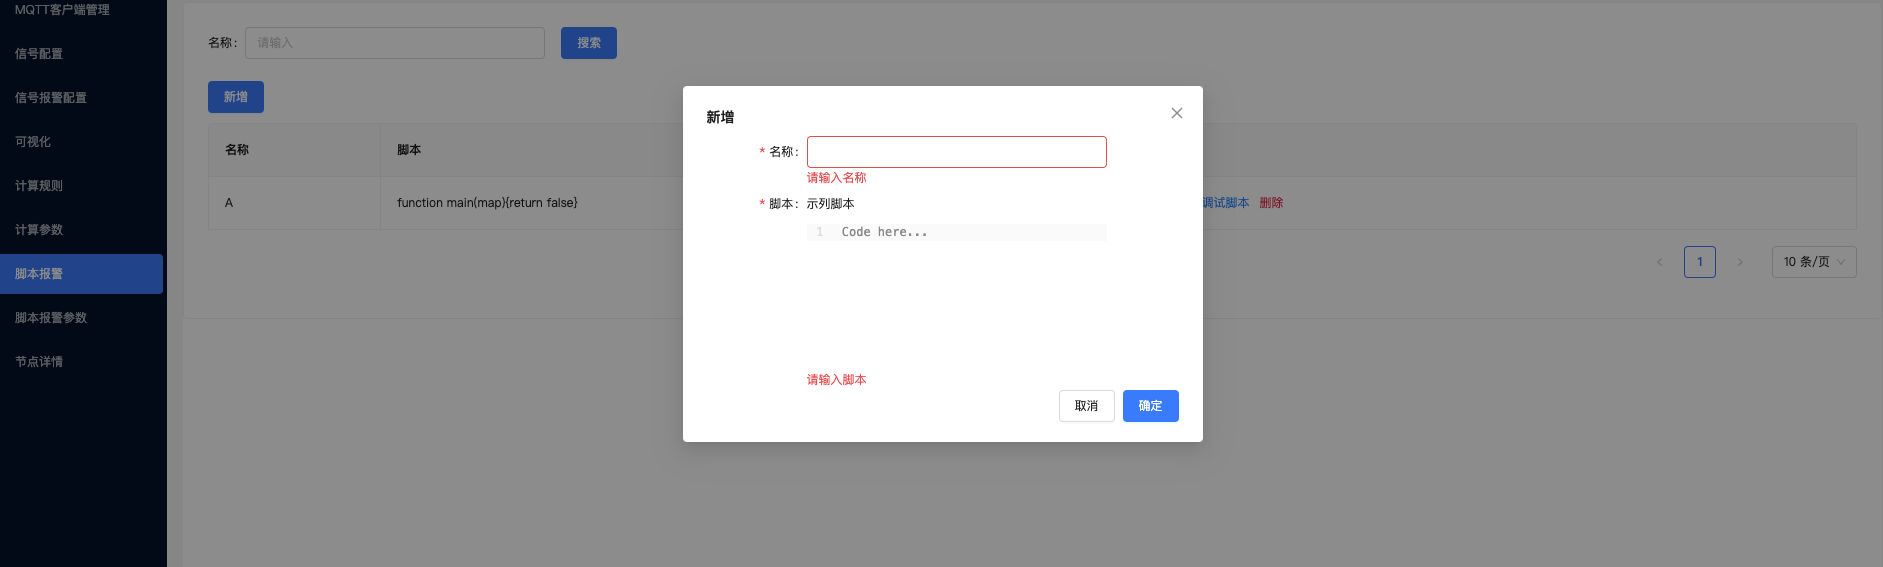 MQTT客户端管理
信号配置
信号报警配置
可视化
计算规则
计算参数
脚本报警
脚本报警参数
节点详情
名称: 请输入 搜索
新增
名称 脚本
A function main(map){return false} 调试脚本 删除
1 10 条/页
新增
* 名称:
请输入名称
* 脚本: 示列脚本
1 Code here...
请输入脚本
取消 确定